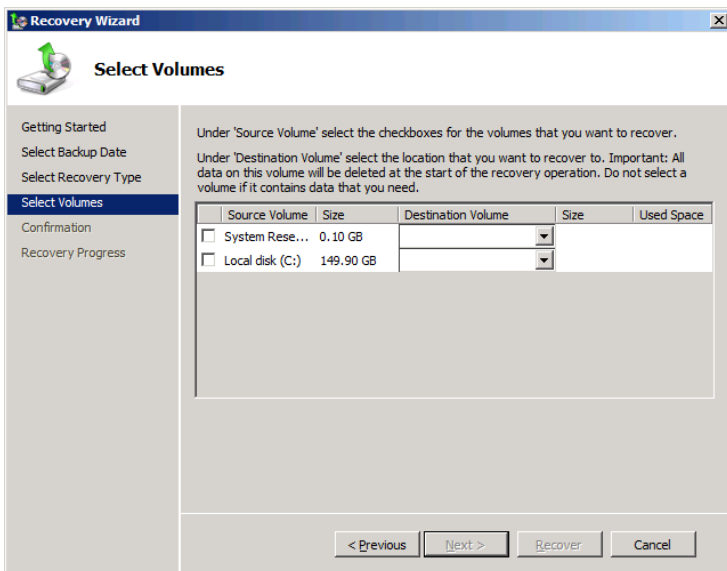 Recovery Wizard
Select Volumes
Getting Started
Select Backup Date
Select Recovery Type
Select Volumes
Confirmation
Recovery Progress
Under 'Source Volume' select the checkboxes for the volumes that you want to recover.
Under 'Destination Volume' select the location that you want to recover to. Important: All
data on this volume will be deleted at the start of the recovery operation. Do not select a
volume if it contains data that you need.
Source Volume Size Destination Volume Size Used Space
System Rese... 0.10 GB
Local disk (C:) 149.90 GB
< Previous Next > Recover Cancel